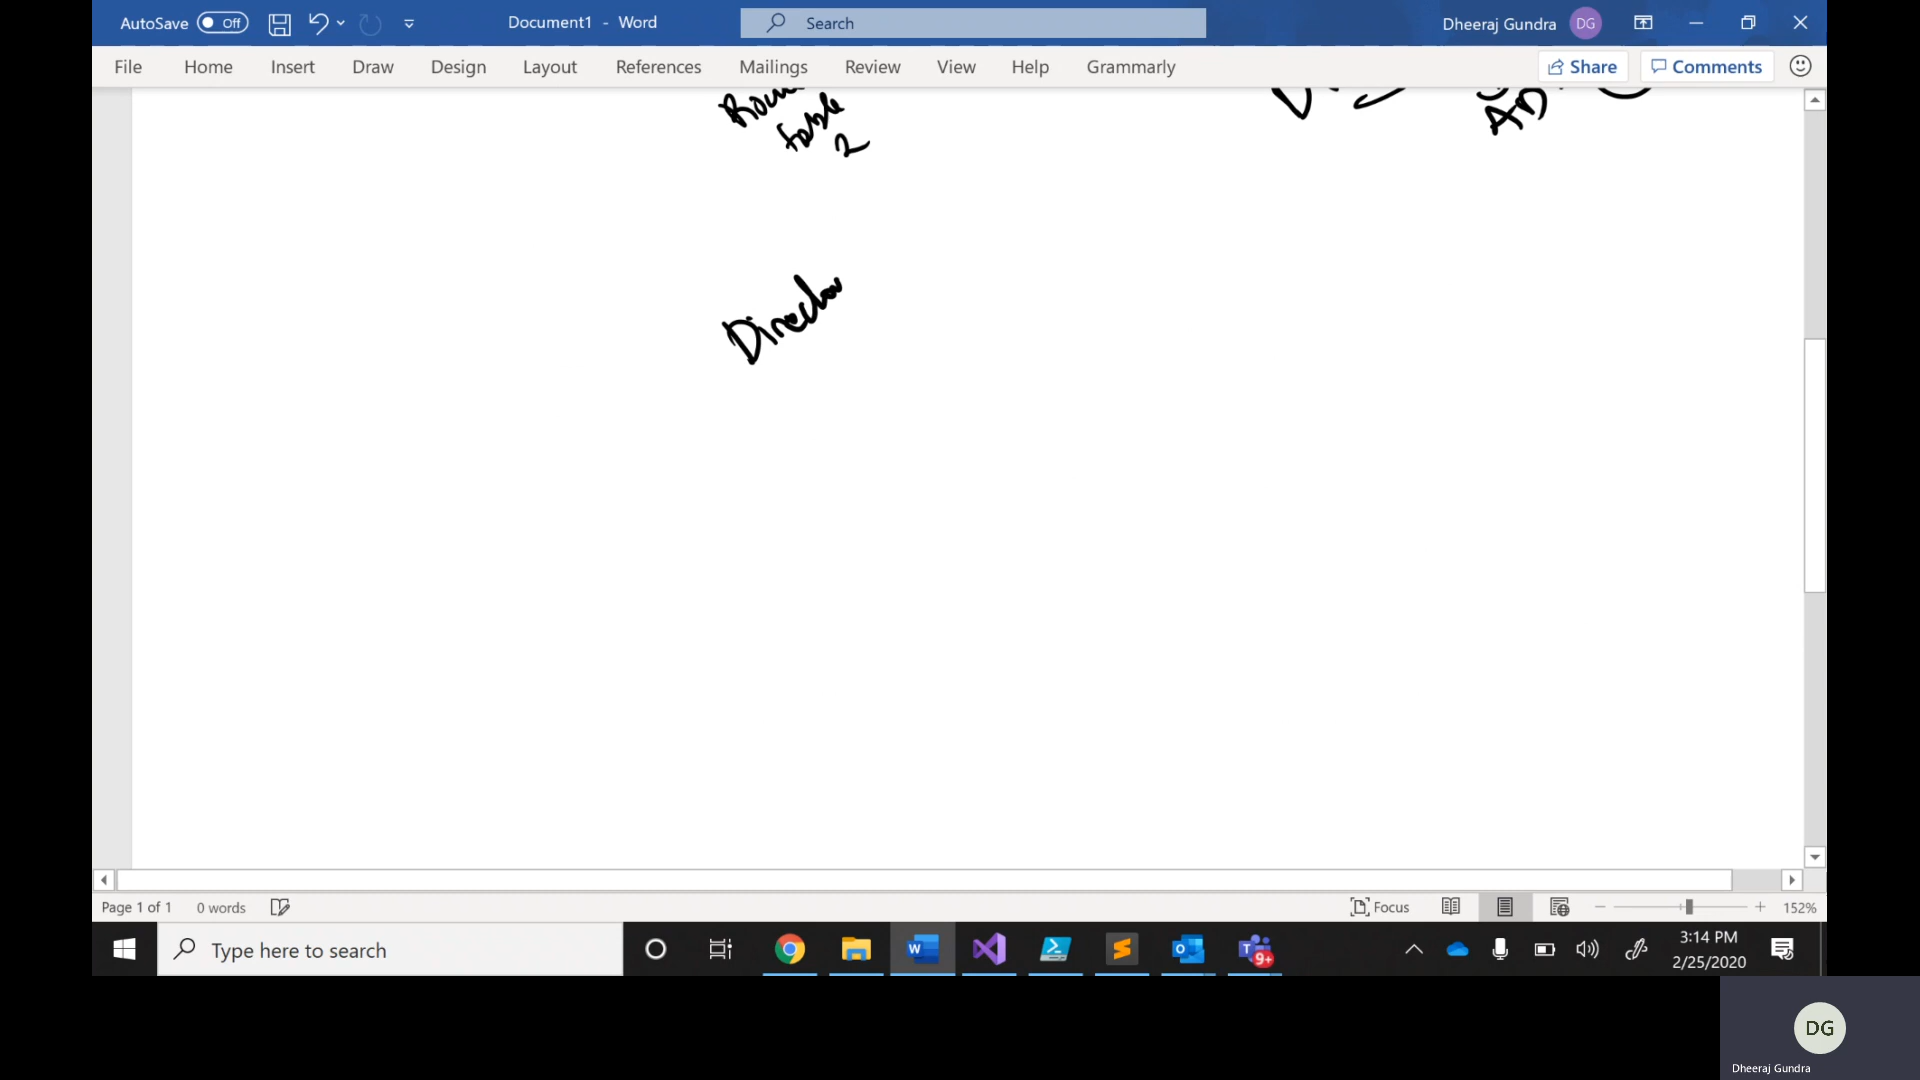 AutoSave Off Document1 - Word Search Dheeraj Gundra DG
File Home Insert Draw Design Layout References Mailings Review View Help Grammarly Share Comments
table
2
AD
Director
Page 1 of 1 0 words Focus 152%
Type here to search 9+ 3:14 PM
2/25/2020
DG
Dheeraj Gundra